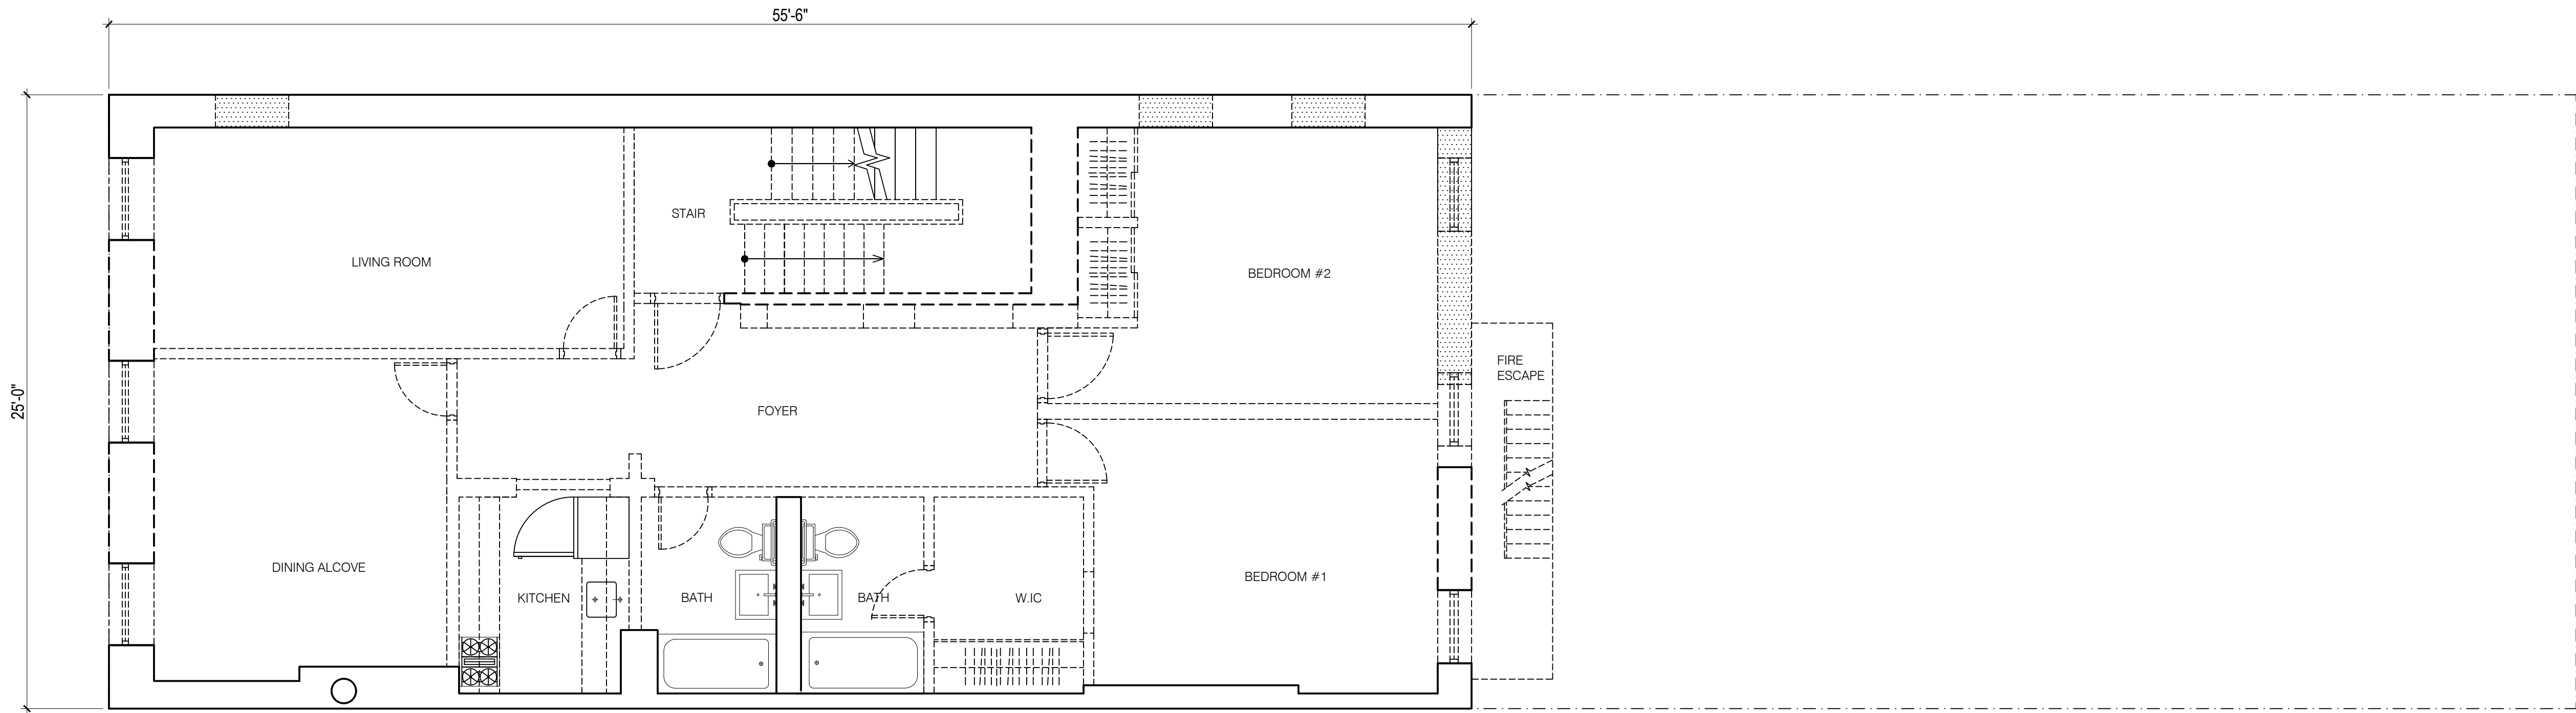 55'-6"
STAIR
LIVING ROOM
BEDROOM #2
FIRE
ESCAPE
25'-0"
FOYER
DINING ALCOVE
KITCHEN
BATH
BATH
W.IC
BEDROOM #1